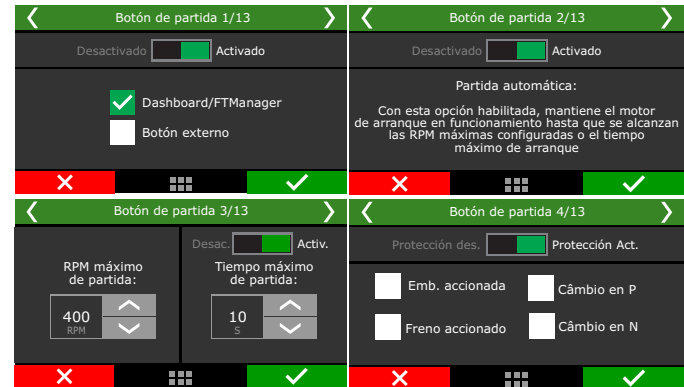 Botón de partida 1/13
Desactivado Activado
Dashboard/FTManager
Botón externo
Botón de partida 2/13
Desactivado Activado
Partida automática:
Con esta opción habilitada, mantiene el motor
de arranque en funcionamiento hasta que se alcanzan
las RPM máximas configuradas o el tiempo
máximo de arranque
Botón de partida 3/13
Desac. Activ.
RPM máximo
de partida:
400
RPM
Tiempo máximo
de partida:
10
S
Botón de partida 4/13
Protección des. Protección Act.
Emb. accionada Câmbio en P
Freno accionado Câmbio en N